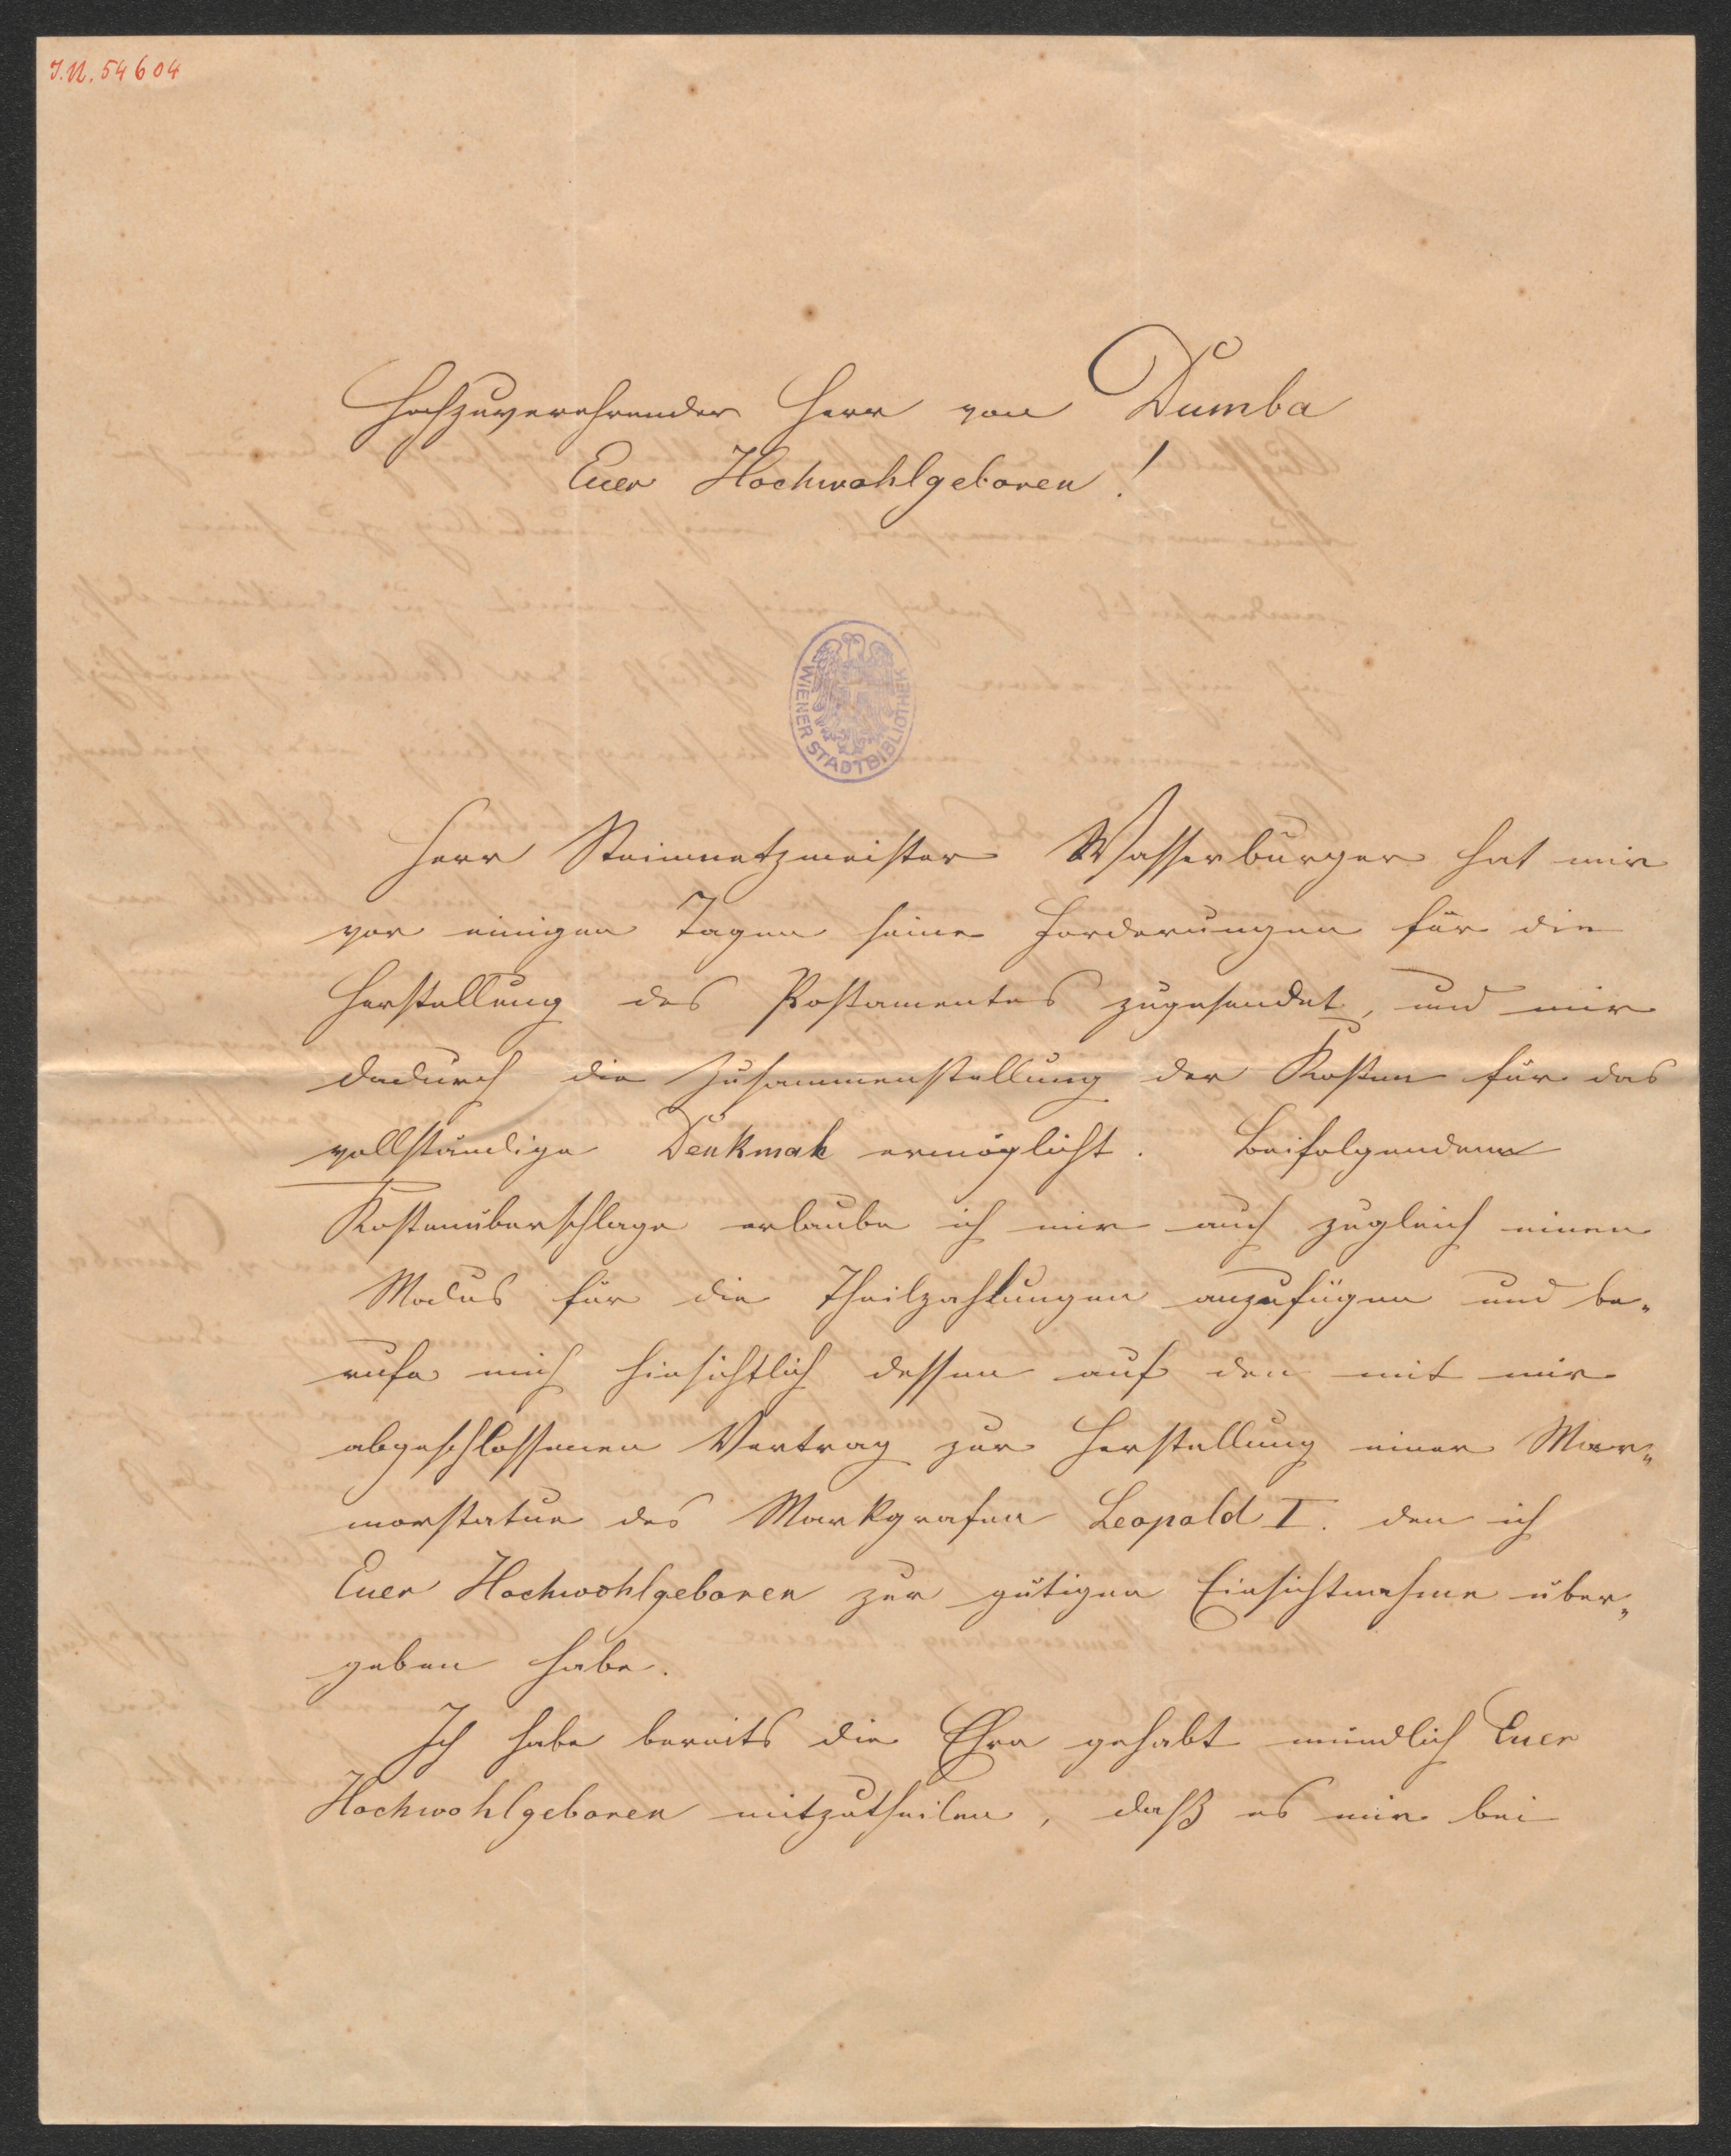 I.N. 54604
Hochzuverehrender Herr von Dumba
Euer Hochwohlgeboren!
WIENER STADTBIBLIOTHEK
Herr Steinmetzmeister Wasserburger hat mir
vor einigen Tagen seine Forderungen für die
Herstellung des Postamentes zugesendet, und mir
dadurch die Zusammenstellung der Kosten für das
vollständige Denkmal ermöglicht. Beifolgendem
Kostenüberschlage erlaube ich mir auch zugleich einen
Modus für die Theilzahlungen anzufügen und be„
rufe mich hinsichtlich dessen auf den mit mir
abgeschlossenen Vertrag zur Herstellung einer Mar„
morstatue des Markgrafen Leopold I. den ich
Euer Hochwohlgeboren zur gütigen Einsichtnahme über„
geben habe.
Ich habe bereits die Ehre gehabt mündlich Euer
Hochwohlgeboren mitzutheilen, daß es mir bei